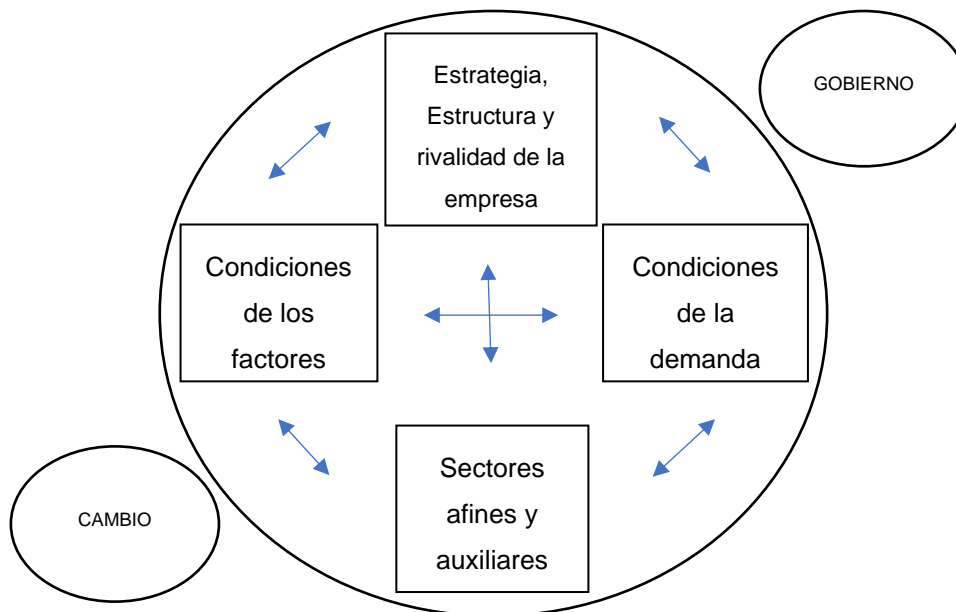 Estrategia,
Estructura y
rivalidad de la
empresa
GOBIERNO
Condiciones
de los
factores
Condiciones
de la
demanda
Sectores
afines y
auxiliares
CAMBIO